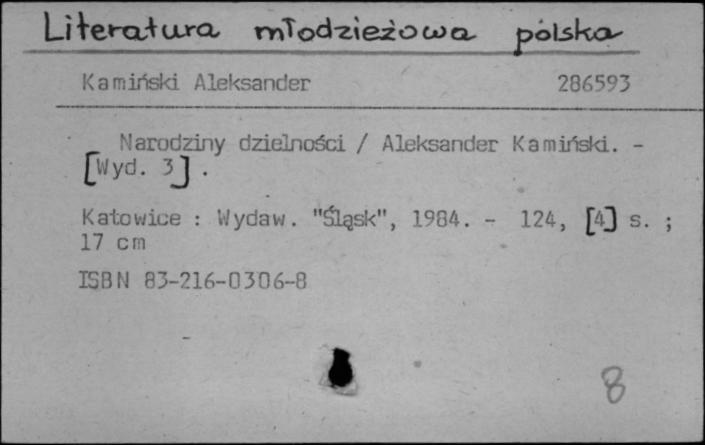 Literatura młodzieżowa polska
Kamiński Aleksander 286593
Narodziny dzielności / Aleksander Kamiński. -
[Wyd. 3] .
Katowice : Wydaw. "Śląsk", 1984. - 124, [4] s. ;
17 cm
ISBN 83-216-0306-8
8